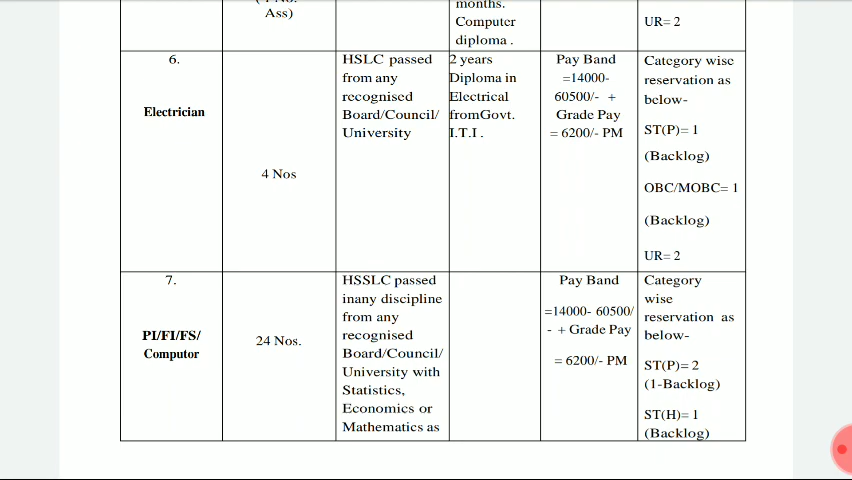 Ass)
months.
Computer
diploma .
UR= 2
6.
Electrician
4 Nos
HSLC passed
from any
recognised
Board/Council/
University
2 years
Diploma in
Electrical
fromGovt.
I.T.I .
Pay Band
=14000-
60500/- +
Grade Pay
= 6200/- PM
Category wise
reservation as
below-
ST(P)= 1
(Backlog)
OBC/MOBC= 1
(Backlog)
UR= 2
7.
PI/FI/FS/
Computor
24 Nos.
HSSLC passed
inany discipline
from any
recognised
Board/Council/
University with
Statistics,
Economics or
Mathematics as
Pay Band
=14000- 60500/
- + Grade Pay
= 6200/- PM
Category
wise
reservation as
below-
ST(P)= 2
(1-Backlog)
ST(H)= 1
(Backlog)